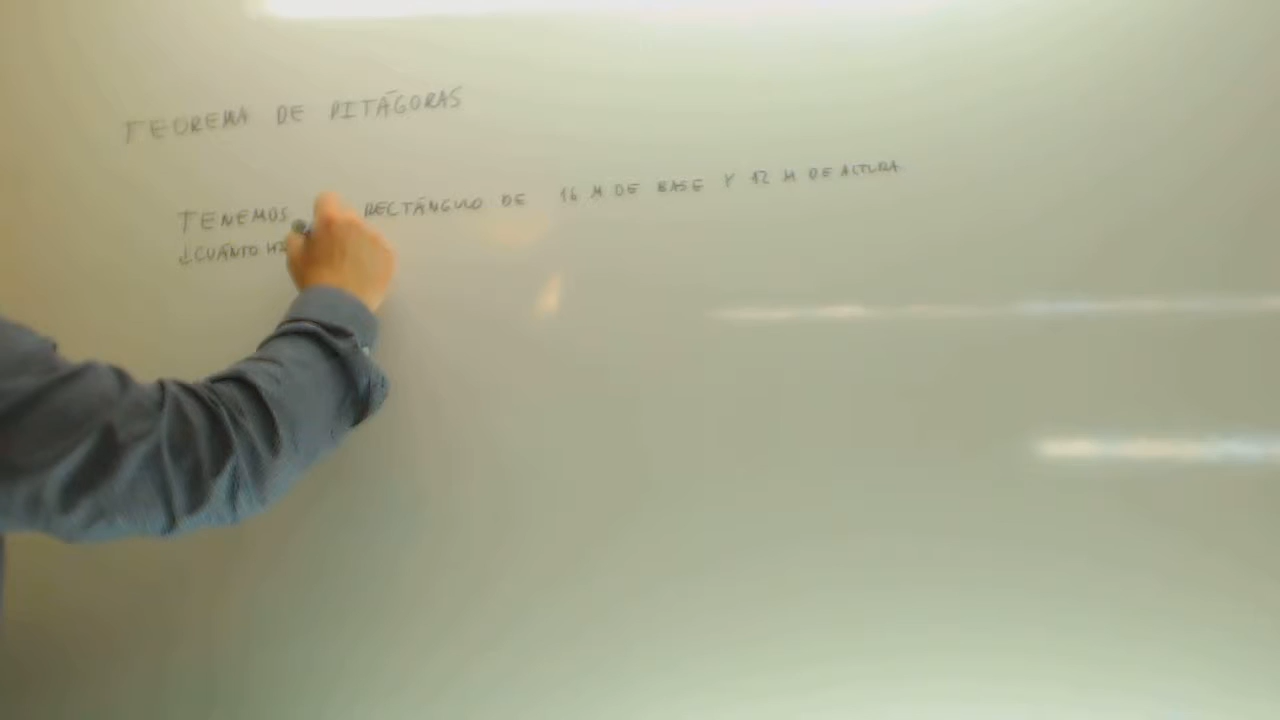 TEOREMA DE PITÁGORAS
TENEMOS RECTÁNGULO DE 16 M DE BASE Y 12 M DE ALTURA.
¿CUÁNTO